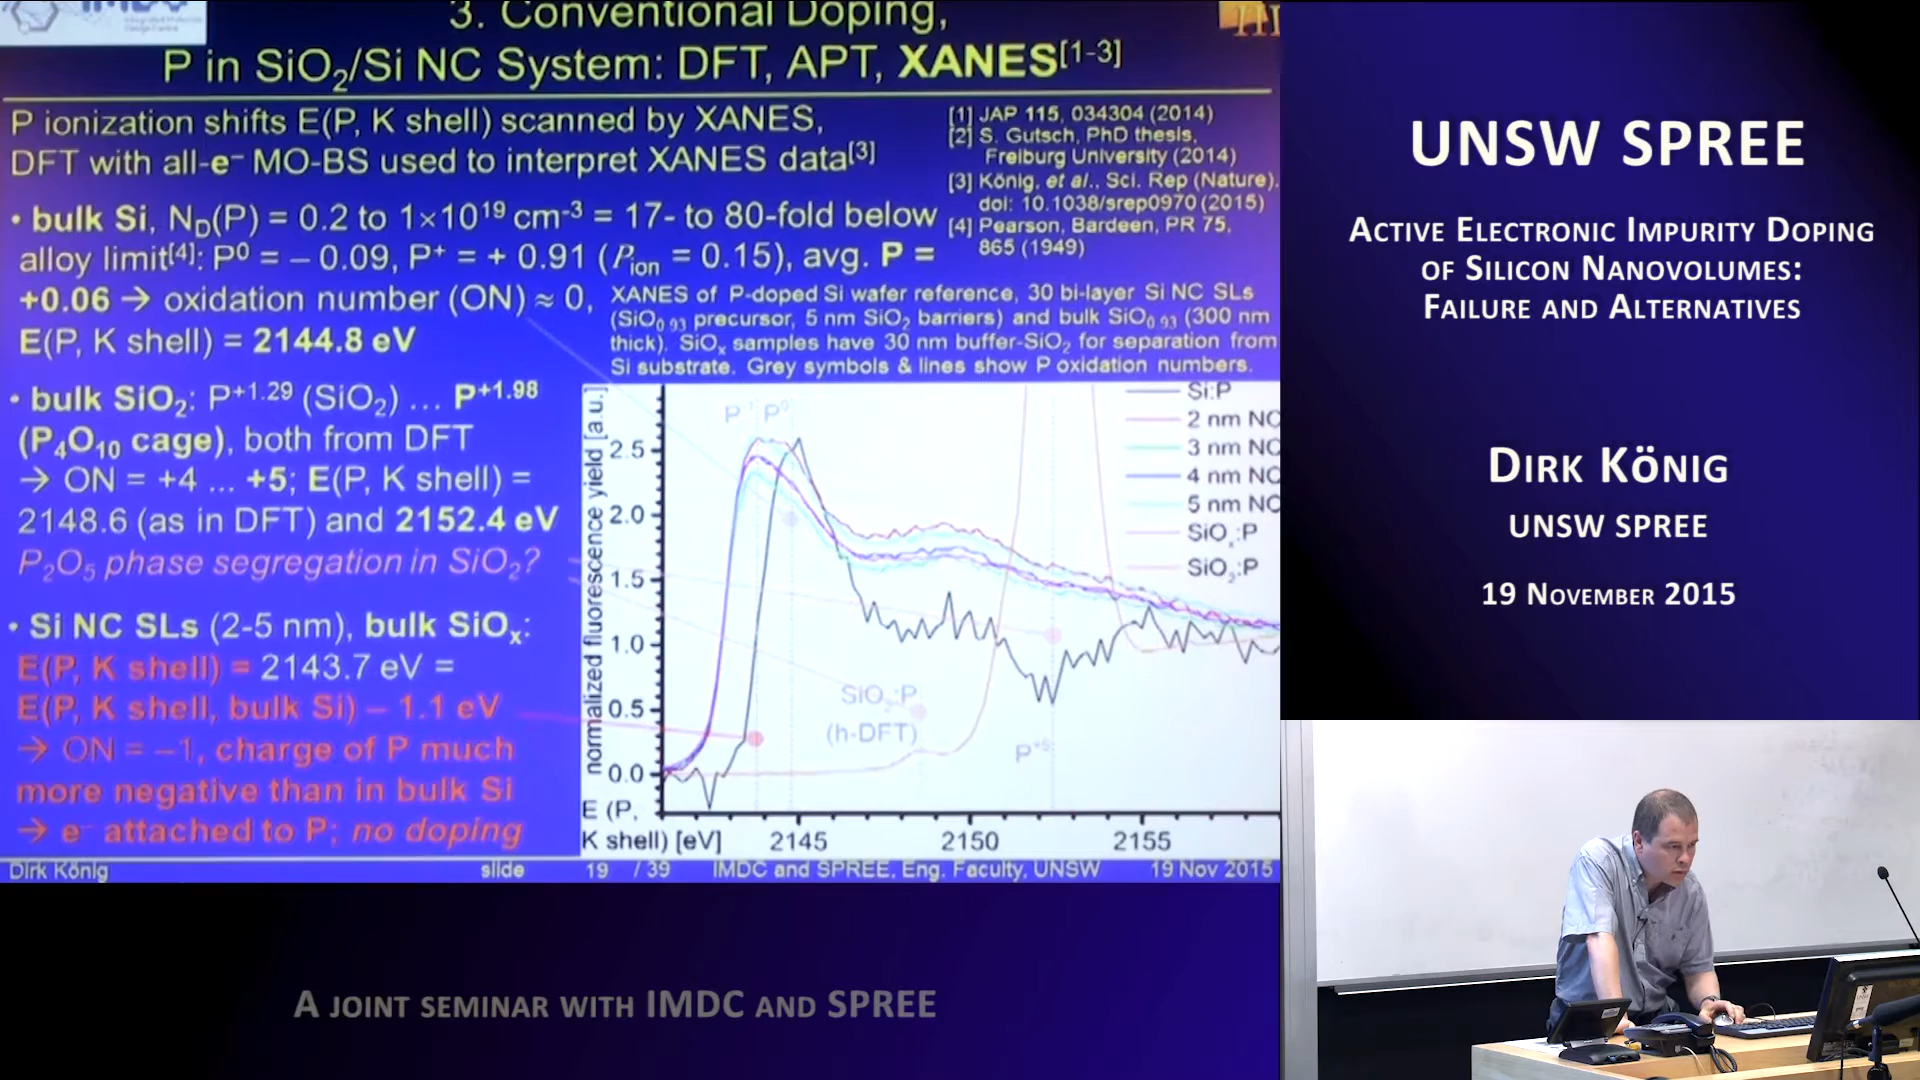 3. Conventional Doping,
P in SiO₂/Si NC System: DFT, APT, XANES[1-3]
P ionization shifts E(P, K shell) scanned by XANES,
DFT with all-e⁻ MO-BS used to interpret XANES data[3]
[1] JAP 115, 034304 (2014)
[2] S. Gutsch, PhD thesis,
Freiburg University (2014)
[3] König, et al., Sci. Rep (Nature).
doi: 10.1038/srep0970 (2015)
[4] Pearson, Bardeen, PR 75,
865 (1949)
• bulk Si, N_D(P) = 0.2 to 1×10¹⁹ cm⁻³ = 17- to 80-fold below
alloy limit[4]: P⁰ = – 0.09, P⁺ = + 0.91 (P_ion = 0.15), avg. P =
+0.06 → oxidation number (ON) ≈ 0,
E(P, K shell) = 2144.8 eV
• bulk SiO₂: P⁺¹·²⁹ (SiO₂) ... P⁺¹·⁹⁸
(P₄O₁₀ cage), both from DFT
→ ON = +4 ... +5; E(P, K shell) =
2148.6 (as in DFT) and 2152.4 eV
P₂O₅ phase segregation in SiO₂?
• Si NC SLs (2-5 nm), bulk SiOₓ:
E(P, K shell) = 2143.7 eV =
E(P, K shell, bulk Si) – 1.1 eV
→ ON = –1, charge of P much
more negative than in bulk Si
→ e⁻ attached to P; no doping
XANES of P-doped Si wafer reference, 30 bi-layer Si NC SLs
(SiO₀.₉₃ precursor, 5 nm SiO₂ barriers) and bulk SiO₀.₉₃ (300 nm
thick). SiOₓ samples have 30 nm buffer-SiO₂ for separation from
Si substrate. Grey symbols & lines show P oxidation numbers.
normalized fluorescence yield [a.u.]
2.5
2.0
1.5
1.0
0.5
0.0
P⁻¹ P⁰
Si:P
2 nm NC
3 nm NC
4 nm NC
5 nm NC
SiOₓ:P
SiO₂:P
SiO₂:P
(h-DFT)
P⁺⁵
E (P,
K shell) [eV]
2145
2150
2155
Dirk König
slide
19 / 39
IMDC and SPREE, Eng. Faculty, UNSW
19 Nov 2015
UNSW SPREE
ACTIVE ELECTRONIC IMPURITY DOPING
OF SILICON NANOVOLUMES:
FAILURE AND ALTERNATIVES
DIRK KÖNIG
UNSW SPREE
19 NOVEMBER 2015
A JOINT SEMINAR WITH IMDC AND SPREE